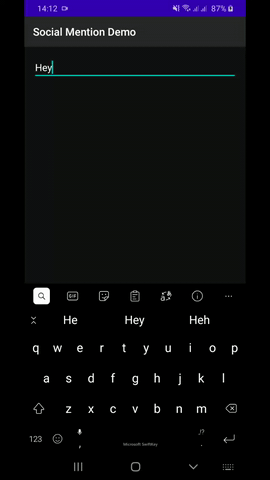 14:12 87%
Social Mention Demo
Hey
GIF
He Hey Heh
q w e r t y u i o p
a s d f g h j k l
z x c v b n m
123 , Microsoft SwiftKey ,!? .